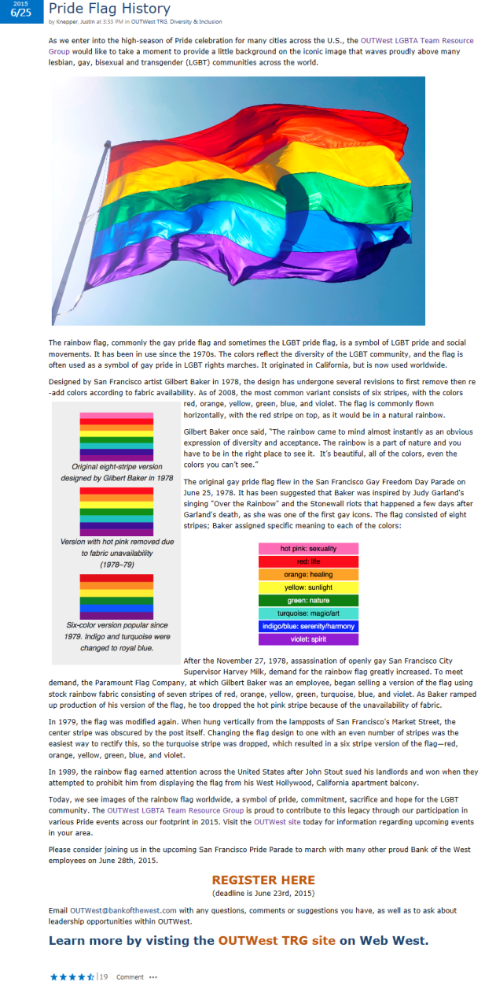 2015
6/25
Pride Flag History
by Knepper, Justin at 3:33 PM in OUTWest TRG, Diversity & Inclusion
As we enter into the high-season of Pride celebration for many cities across the U.S., the OUTWest LGBTA Team Resource
Group would like to take a moment to provide a little background on the iconic image that waves proudly above many
lesbian, gay, bisexual and transgender (LGBT) communities across the world.
The rainbow flag, commonly the gay pride flag and sometimes the LGBT pride flag, is a symbol of LGBT pride and social
movements. It has been in use since the 1970s. The colors reflect the diversity of the LGBT community, and the flag is
often used as a symbol of gay pride in LGBT rights marches. It originated in California, but is now used worldwide.
Designed by San Francisco artist Gilbert Baker in 1978, the design has undergone several revisions to first remove then re
-add colors according to fabric availability. As of 2008, the most common variant consists of six stripes, with the colors
red, orange, yellow, green, blue, and violet. The flag is commonly flown
horizontally, with the red stripe on top, as it would be in a natural rainbow.
Gilbert Baker once said, "The rainbow came to mind almost instantly as an obvious
expression of diversity and acceptance. The rainbow is a part of nature and you
have to be in the right place to see it.  It's beautiful, all of the colors, even the
colors you can't see."
The original gay pride flag flew in the San Francisco Gay Freedom Day Parade on
June 25, 1978. It has been suggested that Baker was inspired by Judy Garland's
singing "Over the Rainbow" and the Stonewall riots that happened a few days after
Garland's death, as she was one of the first gay icons. The flag consisted of eight
stripes; Baker assigned specific meaning to each of the colors:
Original eight-stripe version
designed by Gilbert Baker in 1978
Version with hot pink removed due
to fabric unavailability
(1978–79)
Six-color version popular since
1979. Indigo and turquoise were
changed to royal blue.
hot pink: sexuality
red: life
orange: healing
yellow: sunlight
green: nature
turquoise: magic/art
indigo/blue: serenity/harmony
violet: spirit
After the November 27, 1978, assassination of openly gay San Francisco City
Supervisor Harvey Milk, demand for the rainbow flag greatly increased. To meet
demand, the Paramount Flag Company, at which Gilbert Baker was an employee, began selling a version of the flag using
stock rainbow fabric consisting of seven stripes of red, orange, yellow, green, turquoise, blue, and violet. As Baker ramped
up production of his version of the flag, he too dropped the hot pink stripe because of the unavailability of fabric.
In 1979, the flag was modified again. When hung vertically from the lampposts of San Francisco's Market Street, the
center stripe was obscured by the post itself. Changing the flag design to one with an even number of stripes was the
easiest way to rectify this, so the turquoise stripe was dropped, which resulted in a six stripe version of the flag—red,
orange, yellow, green, blue, and violet.
In 1989, the rainbow flag earned attention across the United States after John Stout sued his landlords and won when they
attempted to prohibit him from displaying the flag from his West Hollywood, California apartment balcony.
Today, we see images of the rainbow flag worldwide, a symbol of pride, commitment, sacrifice and hope for the LGBT
community. The OUTWest LGBTA Team Resource Group is proud to contribute to this legacy through our participation in
various Pride events across our footprint in 2015. Visit the OUTWest site today for information regarding upcoming events
in your area.
Please consider joining us in the upcoming San Francisco Pride Parade to march with many other proud Bank of the West
employees on June 28th, 2015.
REGISTER HERE
(deadline is June 23rd, 2015)
Email OUTWest@bankofthewest.com with any questions, comments or suggestions you have, as well as to ask about
leadership opportunities within OUTWest.
Learn more by visting the OUTWest TRG site on Web West.
19 Comment ...